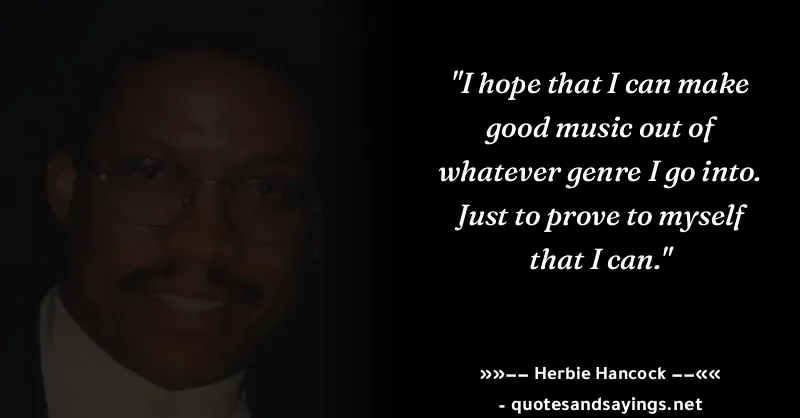 "I hope that I can make
good music out of
whatever genre I go into.
Just to prove to myself
that I can."
»»–– Herbie Hancock ––««
- quotesandsayings.net